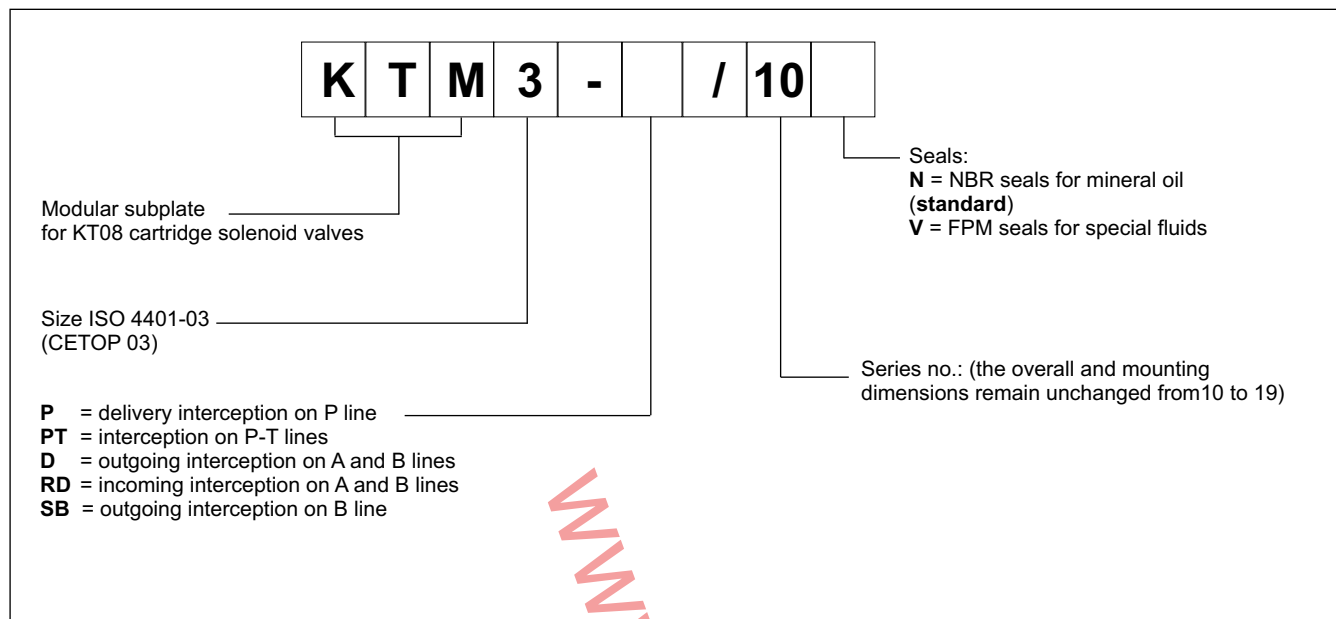 K T M 3 - / 10
Modular subplate
for KT08 cartridge solenoid valves
Size ISO 4401-03
(CETOP 03)
P = delivery interception on P line
PT = interception on P-T lines
D = outgoing interception on A and B lines
RD = incoming interception on A and B lines
SB = outgoing interception on B line
Seals:
N = NBR seals for mineral oil
(standard)
V = FPM seals for special fluids
Series no.: (the overall and mounting
dimensions remain unchanged from10 to 19)